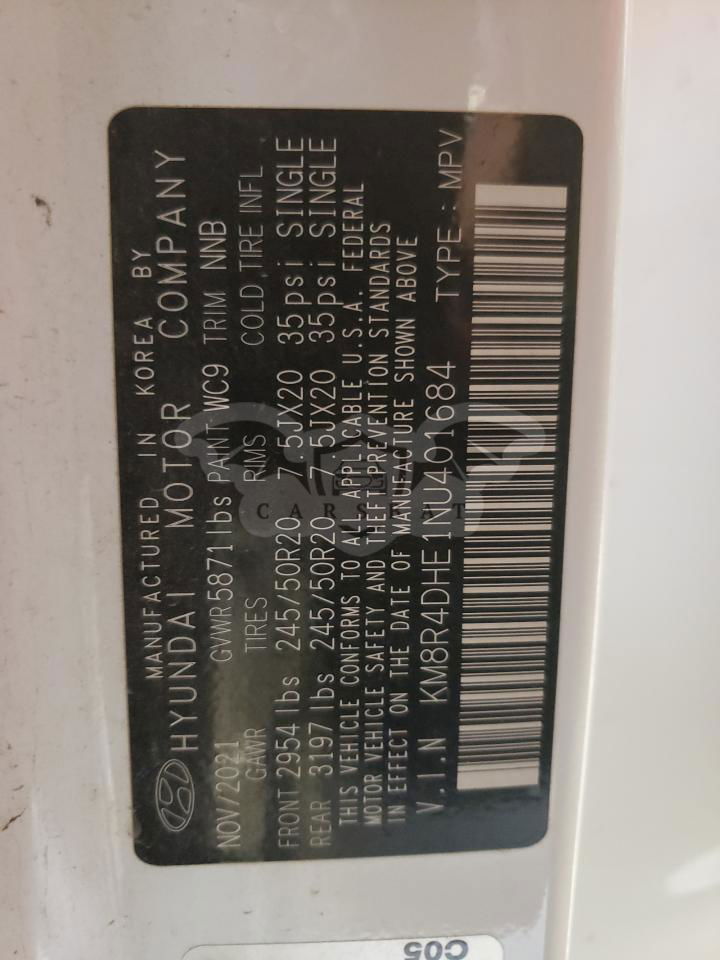 MANUFACTURED IN KOREA BY
HYUNDAI MOTOR COMPANY
NOV/2021 GVWR 5871 lbs PAINT WC9 TRIM NNB
GAWR TIRES RIMS COLD TIRE INFL
FRONT 2954 lbs 245/50R20 7.5JX20 35psi SINGLE
REAR 3197 lbs 245/50R20 7.5JX20 35psi SINGLE
THIS VEHICLE CONFORMS TO ALL APPLICABLE U.S.A. FEDERAL
MOTOR VEHICLE SAFETY AND THEFT PREVENTION STANDARDS
IN EFFECT ON THE DATE OF MANUFACTURE SHOWN ABOVE
V.I.N KM8R4DHE1NU401684 TYPE : MPV
CARSEAT
C05